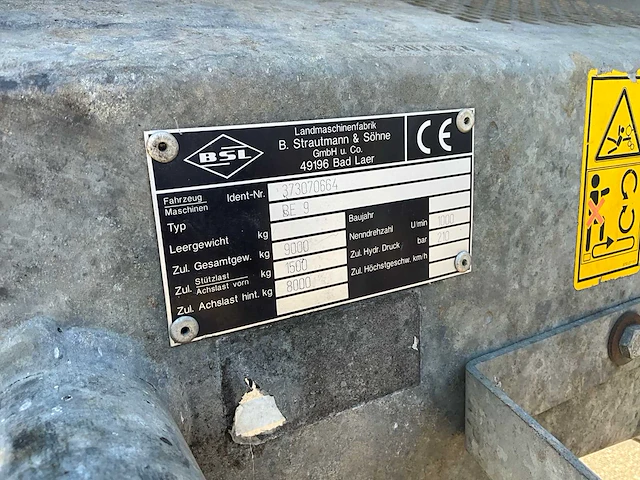 Landmaschinenfabrik
B. Strautmann & Söhne
GmbH u. Co.
49196 Bad Laer
BSL
CE
Fahrzeug
Maschinen Ident-Nr. 373070664
Typ BE 9
Leergewicht kg
Zul. Gesamtgew. kg 9000
Zul. Stützlast
Achslast vorn kg 1500
Zul. Achslast hint. kg 8000
Baujahr
Nenndrehzahl U/min 1000
Zul. Hydr. Druck bar 210
Zul. Höchstgeschw. km/h